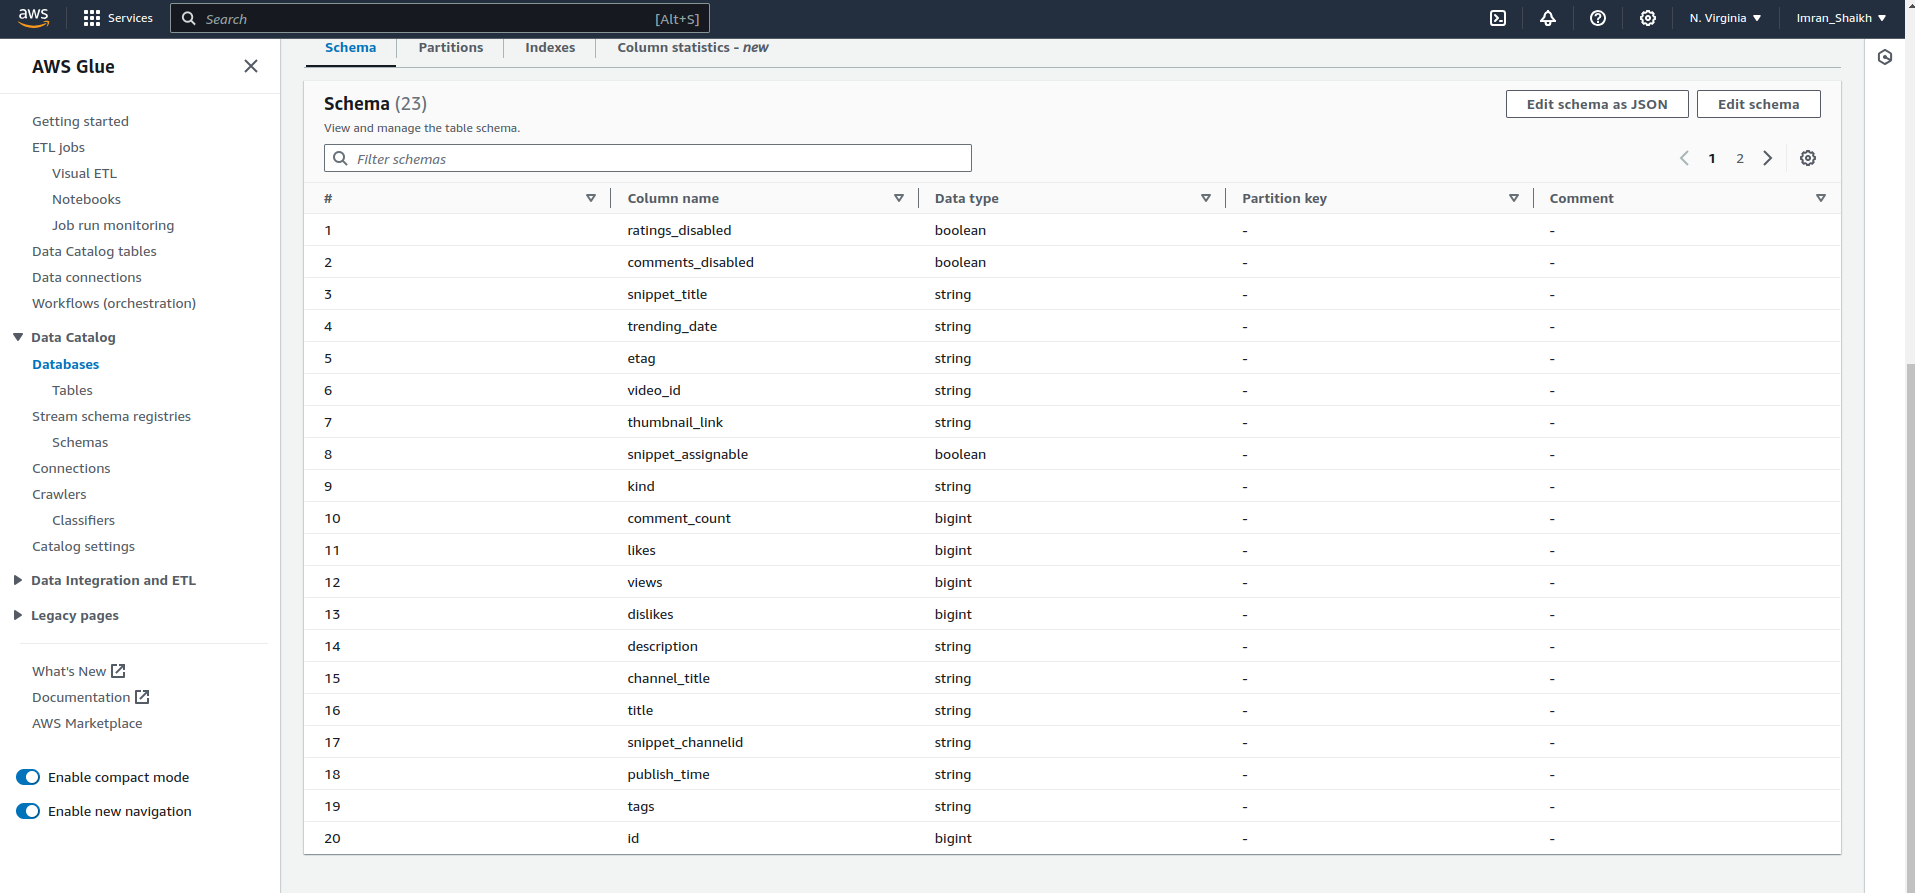 aws Services Search [Alt+S] N. Virginia Imran_Shaikh
AWS Glue
Getting started
ETL jobs
Visual ETL
Notebooks
Job run monitoring
Data Catalog tables
Data connections
Workflows (orchestration)
Data Catalog
Databases
Tables
Stream schema registries
Schemas
Connections
Crawlers
Classifiers
Catalog settings
Data Integration and ETL
Legacy pages
What's New
Documentation
AWS Marketplace
Enable compact mode
Enable new navigation
Schema Partitions Indexes Column statistics - new
Schema (23) Edit schema as JSON Edit schema
View and manage the table schema.
Filter schemas 1 2
# Column name Data type Partition key Comment
1 ratings_disabled boolean - -
2 comments_disabled boolean - -
3 snippet_title string - -
4 trending_date string - -
5 etag string - -
6 video_id string - -
7 thumbnail_link string - -
8 snippet_assignable boolean - -
9 kind string - -
10 comment_count bigint - -
11 likes bigint - -
12 views bigint - -
13 dislikes bigint - -
14 description string - -
15 channel_title string - -
16 title string - -
17 snippet_channelid string - -
18 publish_time string - -
19 tags string - -
20 id bigint - -